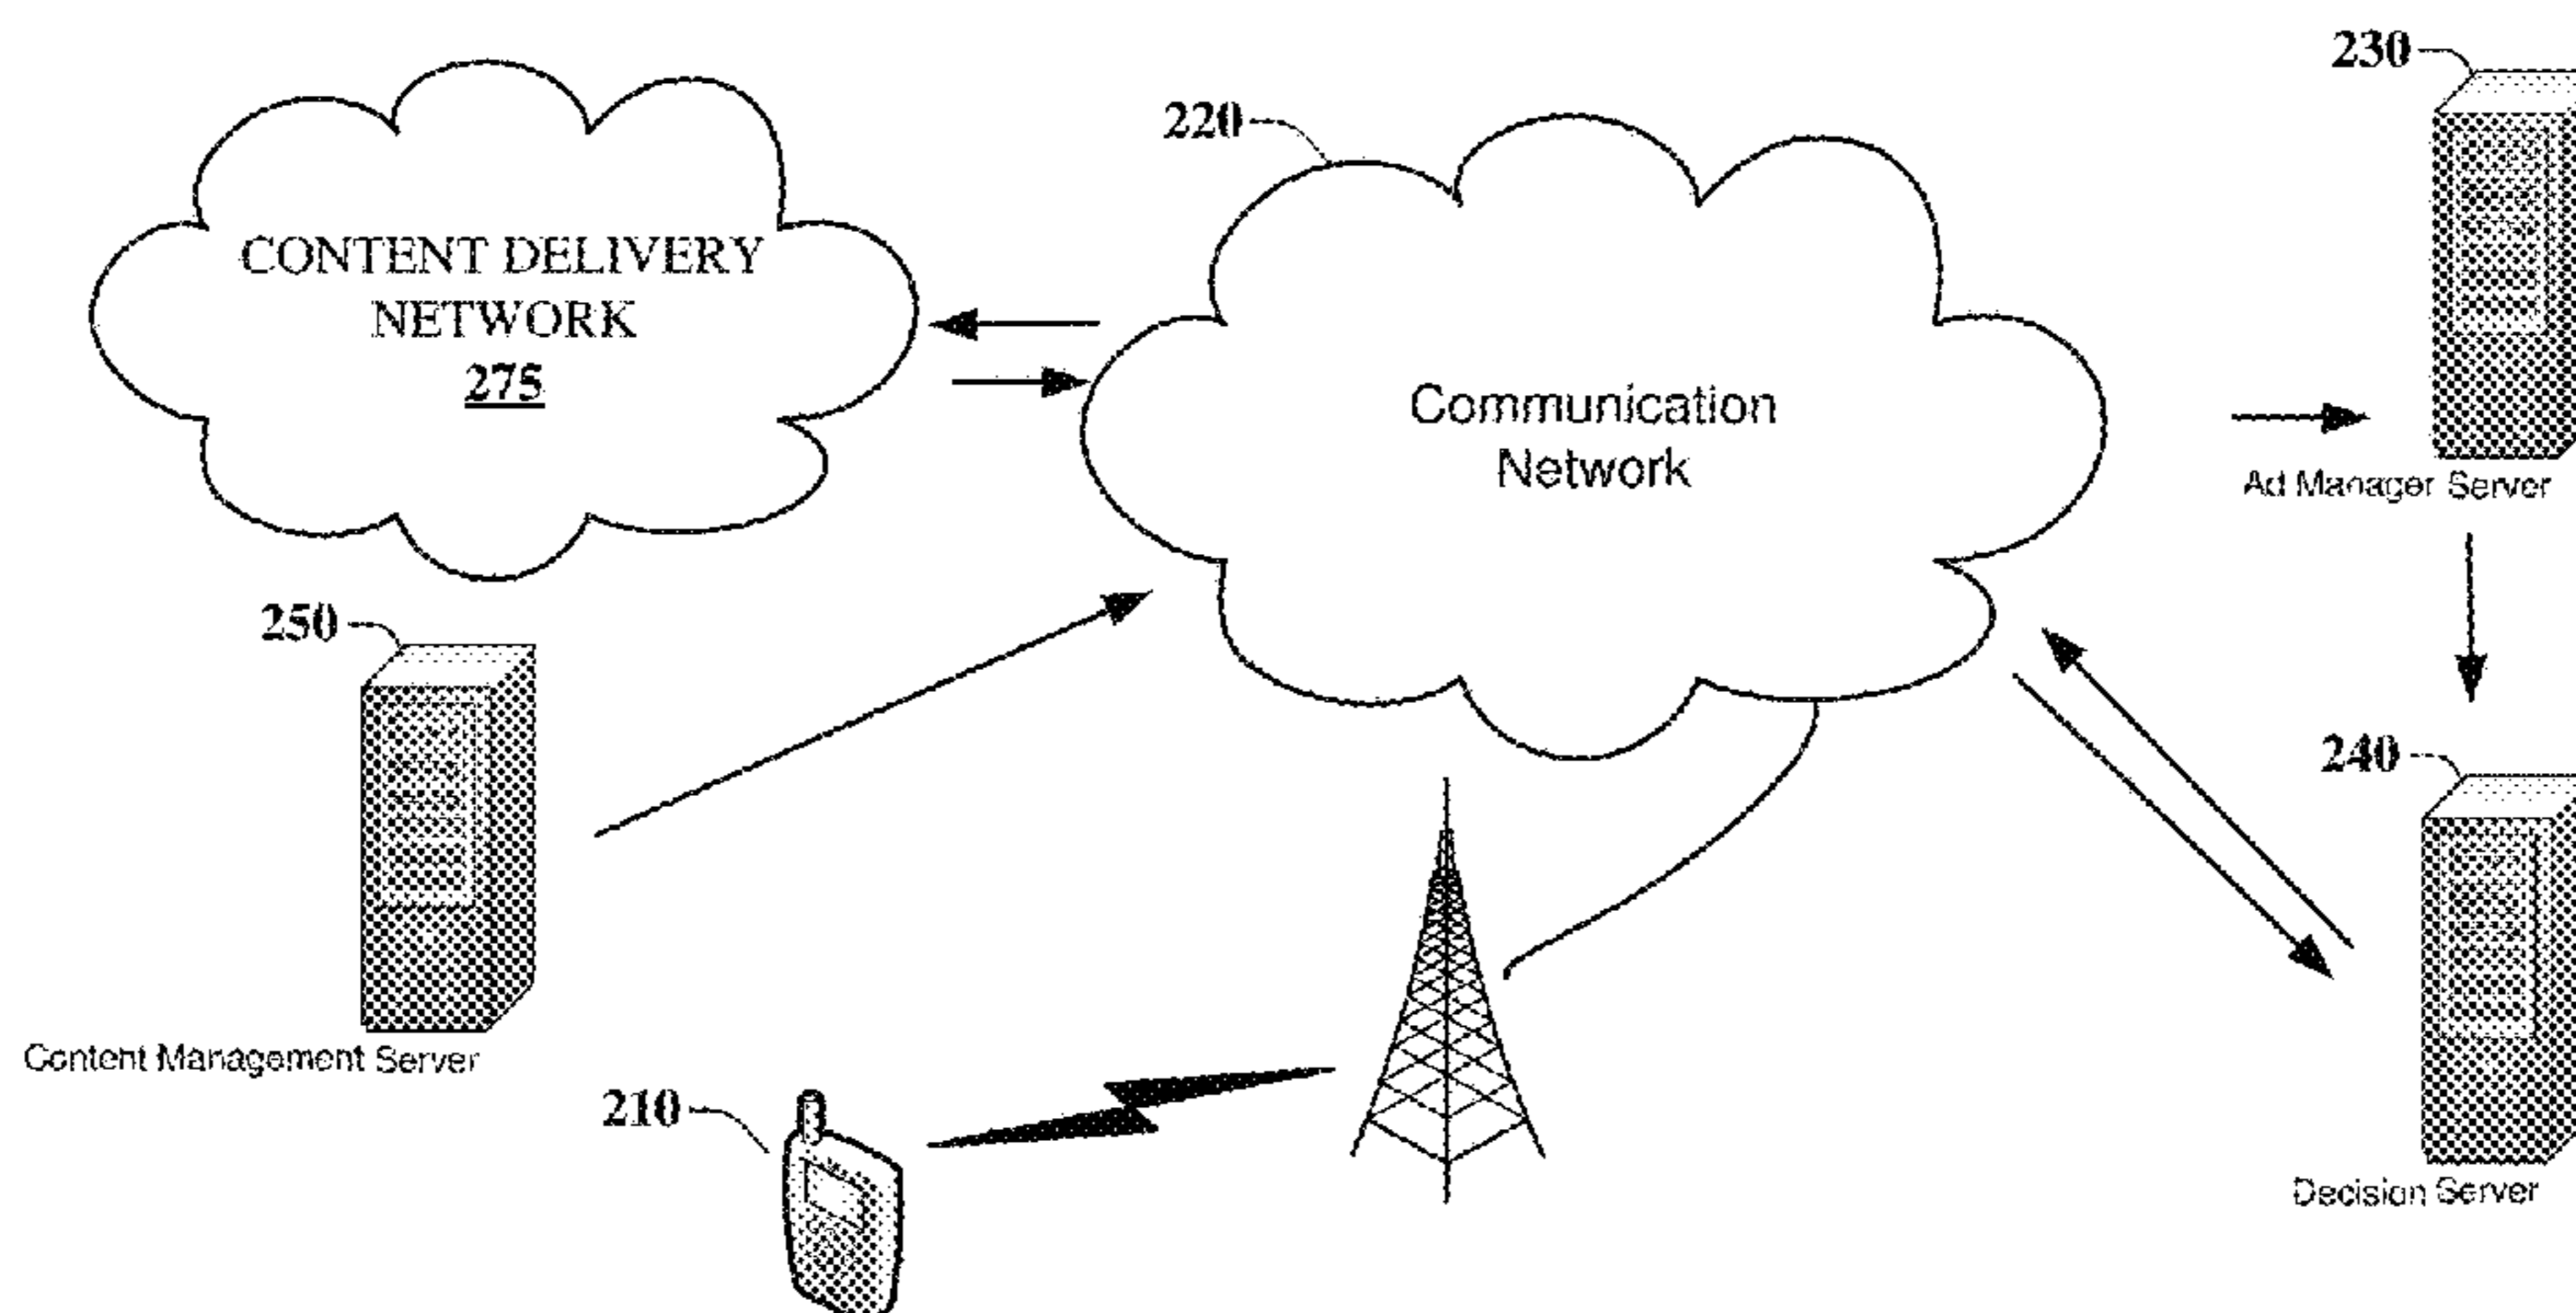 230
220
CONTENT DELIVERY
NETWORK
275
Communication
Network
Ad Manager Server
250
240
Content Management Server
210
Decision Server